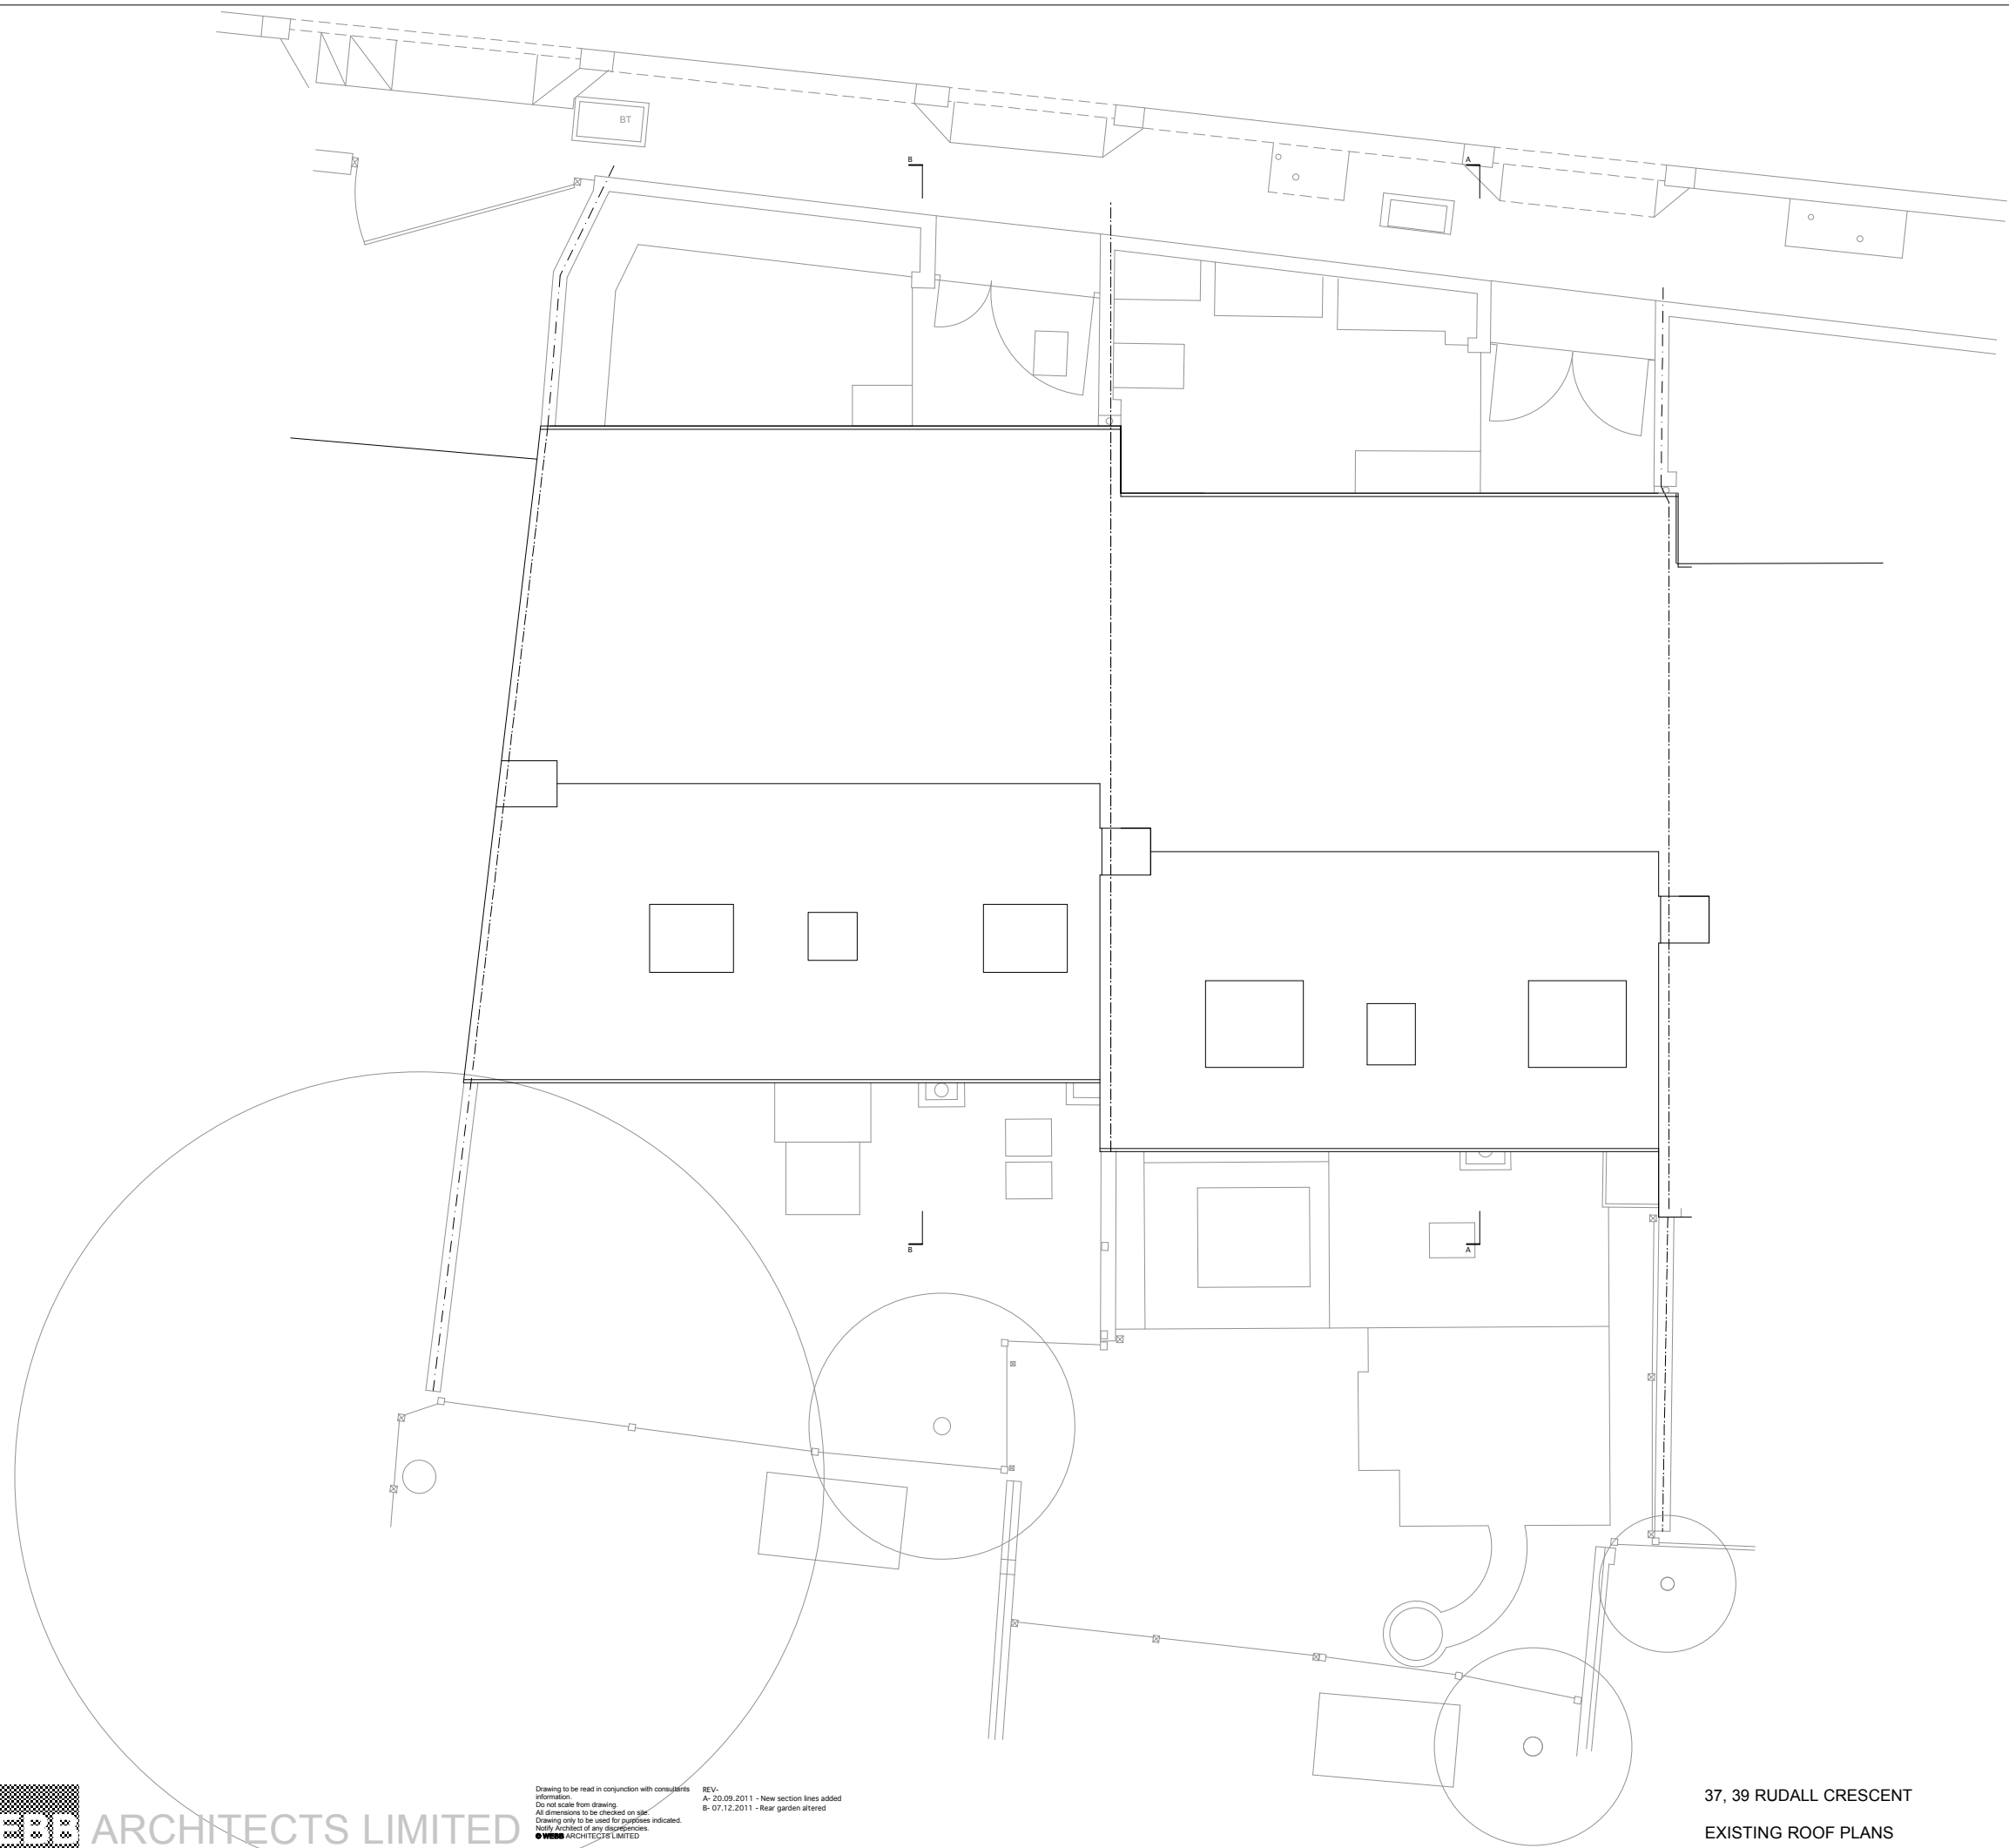 BT
B
A
B
A
EBB ARCHITECTS LIMITED
Drawing to be read in conjunction with consultants
information.
Do not scale from drawing.
All dimensions to be checked on site.
Drawing only to be used for purposes indicated.
Notify Architect of any discrepencies.
© WEBB ARCHITECTS LIMITED
REV-
A- 20.09.2011 - New section lines added
B- 07.12.2011 - Rear garden altered
37, 39 RUDALL CRESCENT
EXISTING ROOF PLANS